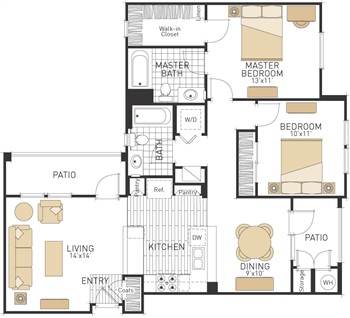 Walk-in
Closet
Linen
MASTER
BATH
MASTER
BEDROOM
13'x11'
W/D
BEDROOM
10'x11'
BATH
PATIO
Pantry
Ref.
Pantry
LIVING
14'x14'
KITCHEN
DW
DINING
9'x10'
PATIO
ENTRY
Coats
Storage
WH